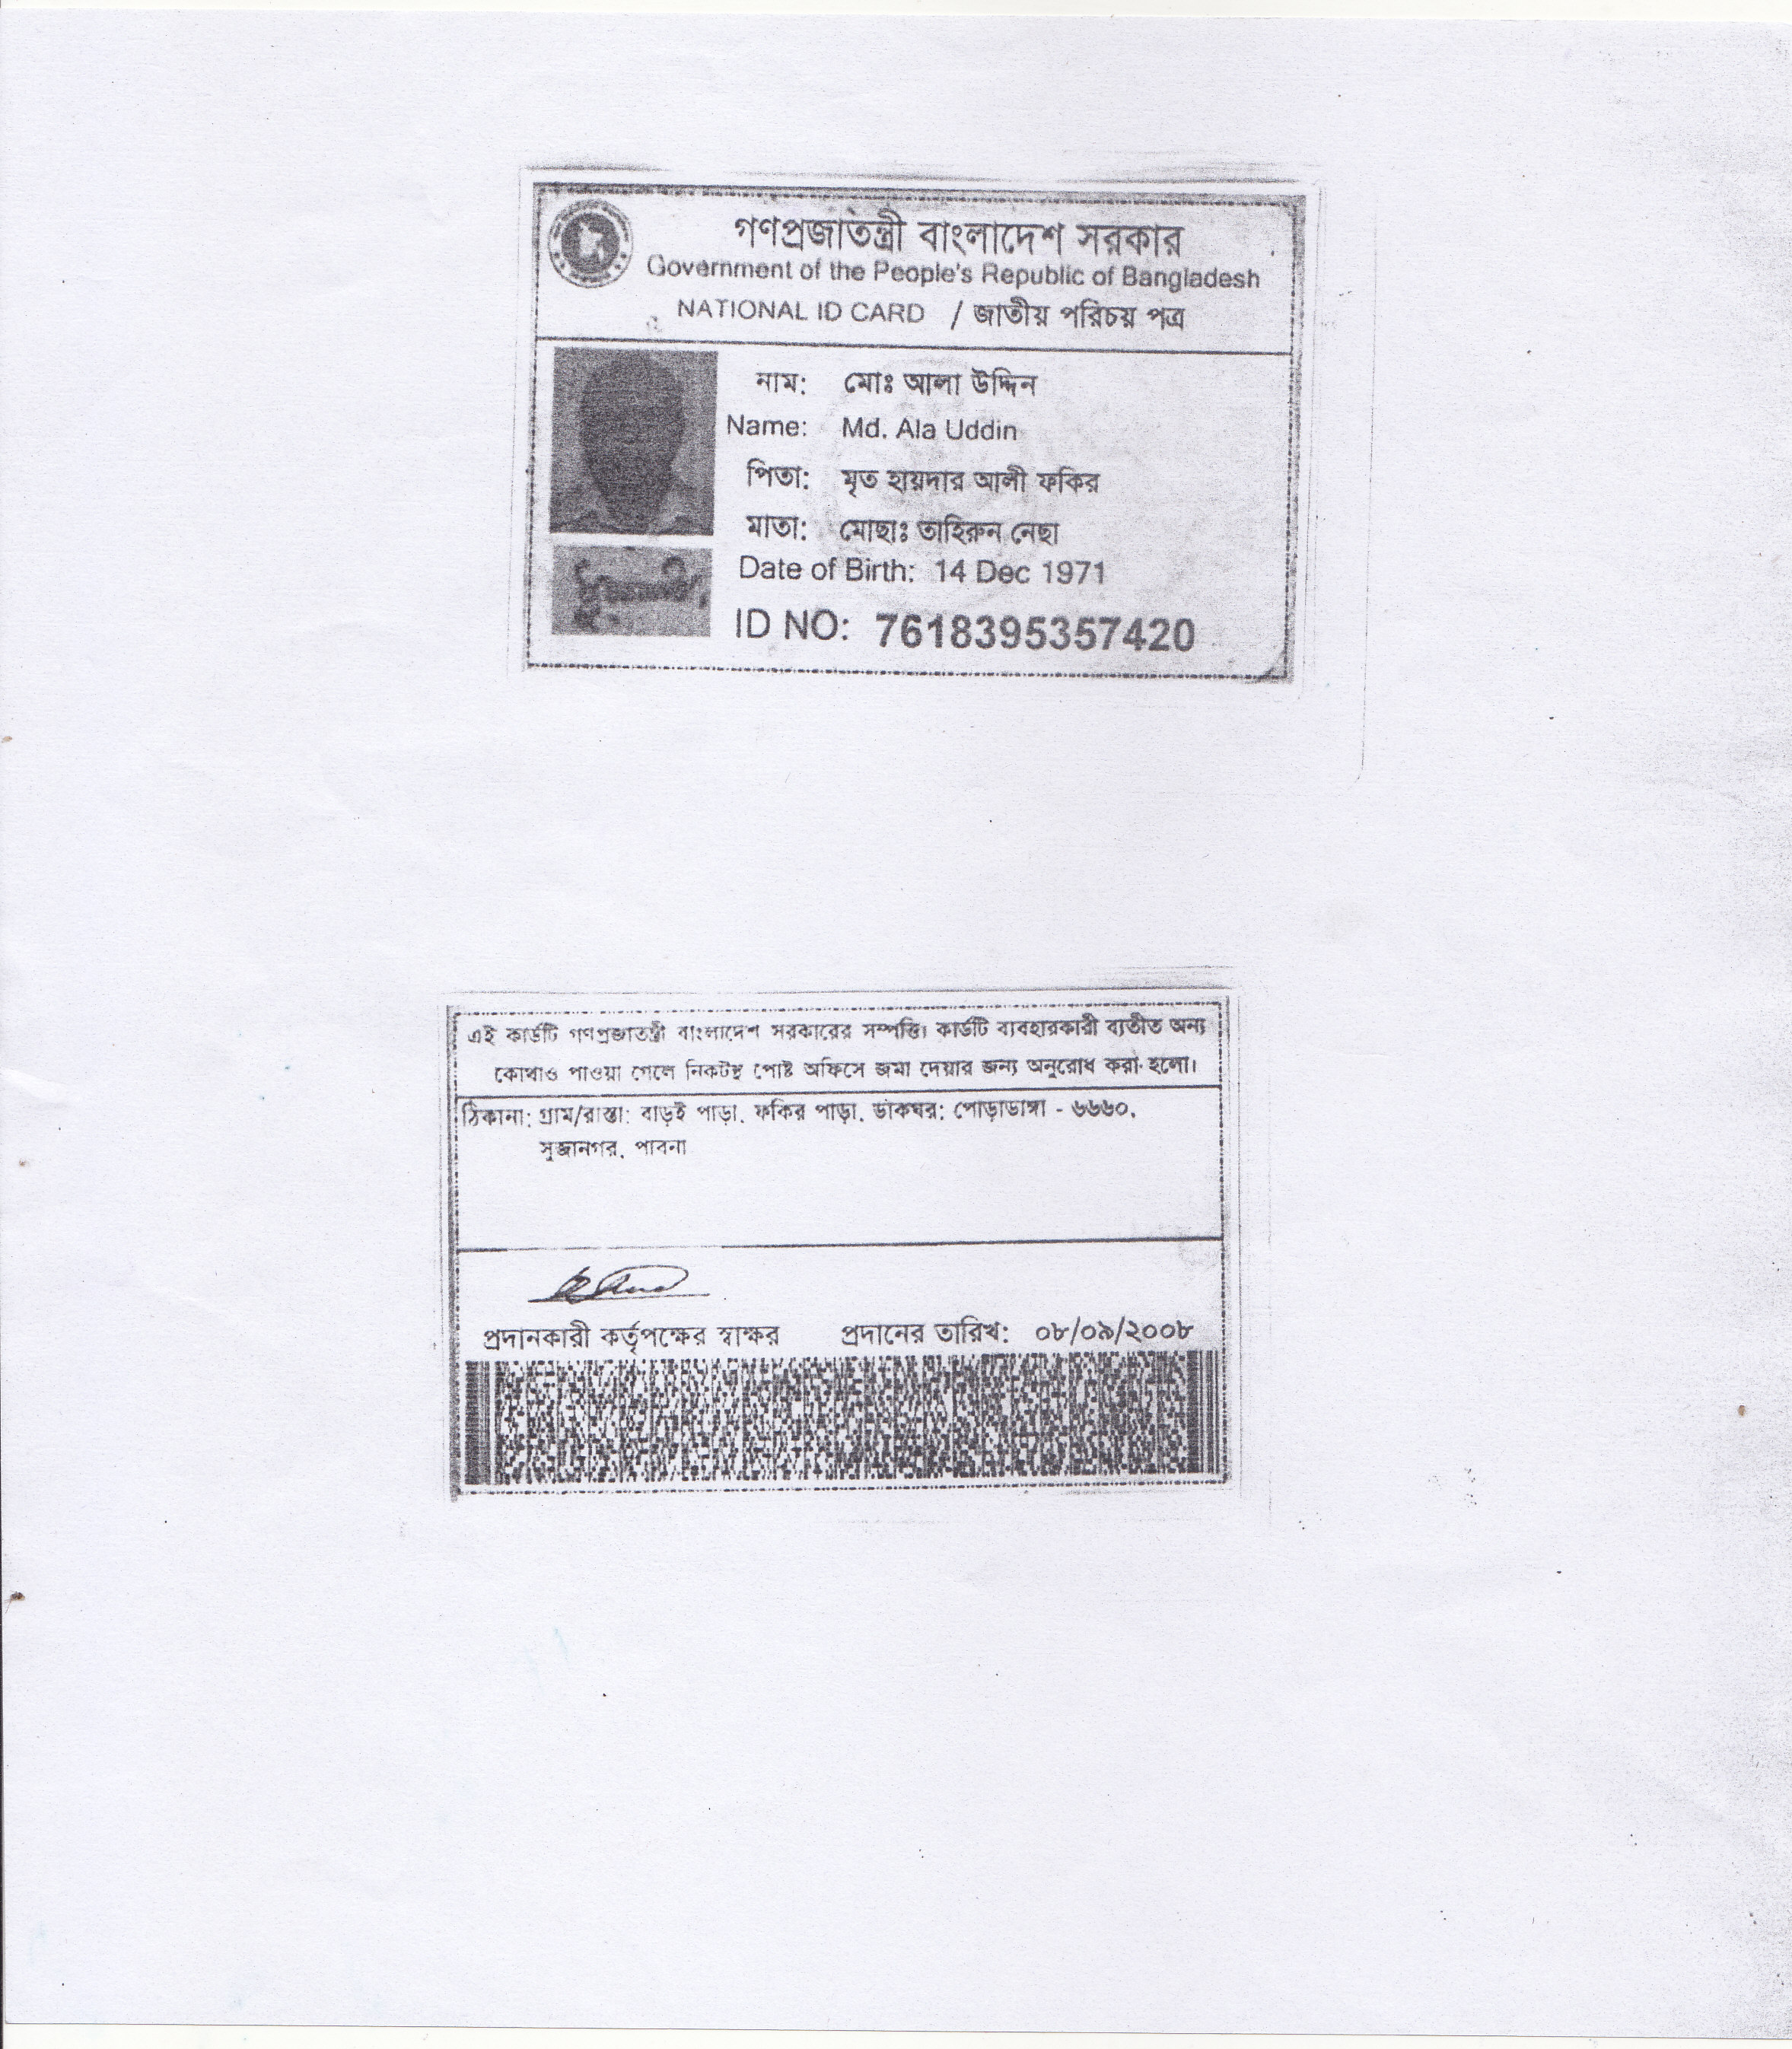 গণপ্রজাতন্ত্রী বাংলাদেশ সরকার
Government of the People's Republic of Bangladesh
NATIONAL ID CARD / জাতীয় পরিচয় পত্র
নাম: মোঃ আলা উদ্দিন
Name: Md. Ala Uddin
পিতা: মৃত হায়দার আলী ফকির
মাতা: মোছাঃ তাহিরুন নেছা
Date of Birth: 14 Dec 1971
ID NO: 7618395357420
এই কার্ডটি গণপ্রজাতন্ত্রী বাংলাদেশ সরকারের সম্পত্তি। কার্ডটি ব্যবহারকারী ব্যতীত অন্য
কোথাও পাওয়া গেলে নিকটস্থ পোষ্ট অফিসে জমা দেয়ার জন্য অনুরোধ করা হলো।
ঠিকানা: গ্রাম/রাস্তা: বাড়ই পাড়া, ফকির পাড়া, ডাকঘর: পোড়াডাঙ্গা - ৬৬৬০,
সুজানগর, পাবনা
প্রদানকারী কর্তৃপক্ষের স্বাক্ষর প্রদানের তারিখ: ০৮/০৯/২০০৮